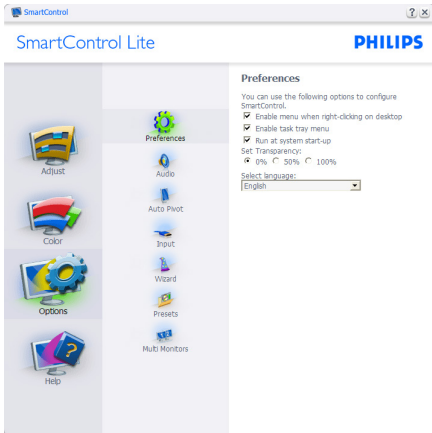 SmartControl
SmartControl Lite
PHILIPS
Adjust
Color
Options
Help
Preferences
Audio
Auto Pivot
Input
Wizard
Presets
Multi Monitors
Preferences
You can use the following options to configure
SmartControl.
Enable menu when right-clicking on desktop
Enable task tray menu
Run at system start-up
Set Transparency:
0% 50% 100%
Select language:
English